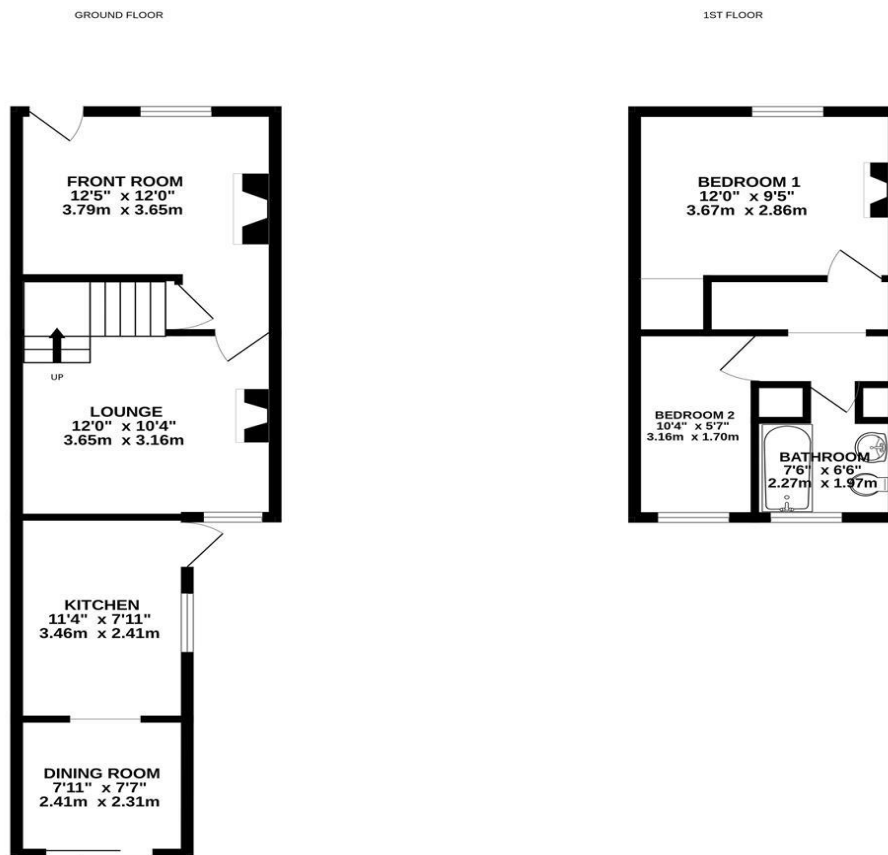 GROUND FLOOR
1ST FLOOR
FRONT ROOM
12'5" x 12'0"
3.79m x 3.65m
UP
LOUNGE
12'0" x 10'4"
3.65m x 3.16m
KITCHEN
11'4" x 7'11"
3.46m x 2.41m
DINING ROOM
7'11" x 7'7"
2.41m x 2.31m
BEDROOM 1
12'0" x 9'5"
3.67m x 2.86m
BEDROOM 2
10'4" x 5'7"
3.16m x 1.70m
BATHROOM
7'6" x 6'6"
2.27m x 1.97m